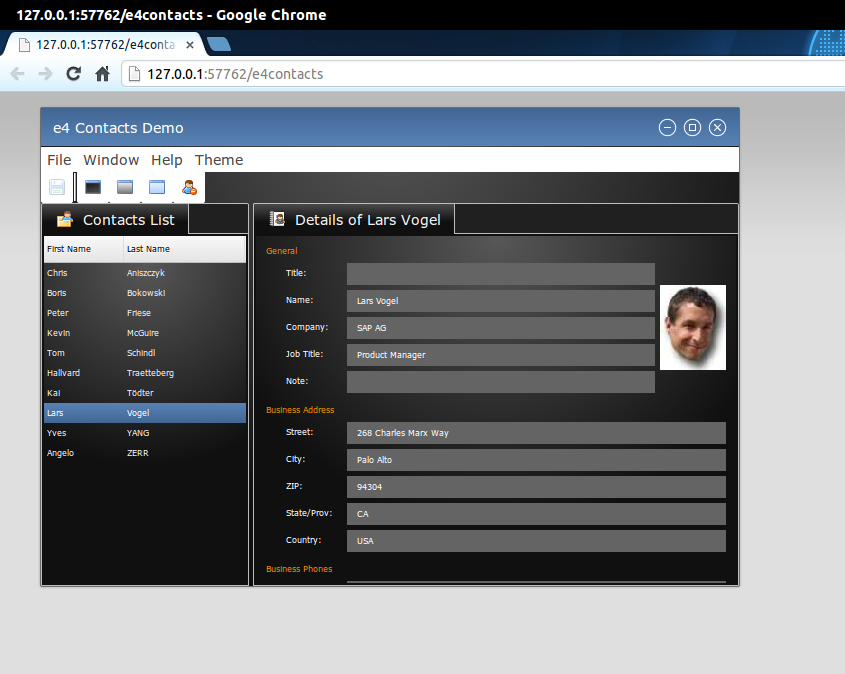 127.0.0.1:57762/e4contacts - Google Chrome
127.0.0.1:57762/e4conta
127.0.0.1:57762/e4contacts
e4 Contacts Demo
File Window Help Theme
Contacts List
First Name Last Name
Chris Aniszczyk
Boris Bokowski
Peter Friese
Kevin McGuire
Tom Schindl
Hallvard Traetteberg
Kai Tödter
Lars Vogel
Yves YANG
Angelo ZERR
Details of Lars Vogel
General
Title:
Name: Lars Vogel
Company: SAP AG
Job Title: Product Manager
Note:
Business Address
Street: 268 Charles Marx Way
City: Palo Alto
ZIP: 94304
State/Prov: CA
Country: USA
Business Phones